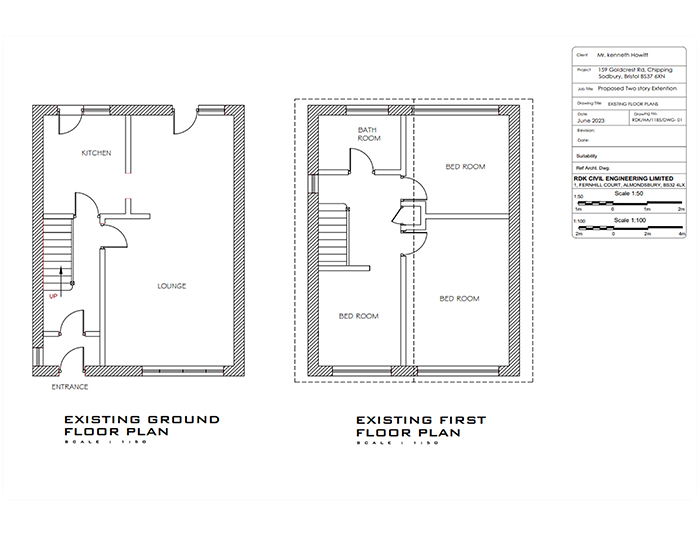 KITCHEN
LOUNGE
UP
ENTRANCE
EXISTING GROUND
FLOOR PLAN
SCALE : 1:50
BATH
ROOM
BED ROOM
BED ROOM
BED ROOM
EXISTING FIRST
FLOOR PLAN
SCALE : 1:50
Client Mr. kenneth Howitt
Project 159 Goldcrest Rd, Chipping
Sodbury, Bristol BS37 6XN
Job Title Proposed Two story Extention
Drawing Title EXISTING FLOOR PLANS
Date Drawing No.
June 2023 RDK/HA/1185/DWG- 01
Revision:
Date:
Suitability
Ref Archt. Dwg.
RDK CIVIL ENGINEERING LIMITED
1, FERNHILL COURT, ALMONDSBURY, BS32 4LX
Scale 1:50
1:50
1m 0 1m 2m
Scale 1:100
1:100
2m 0 2m 4m